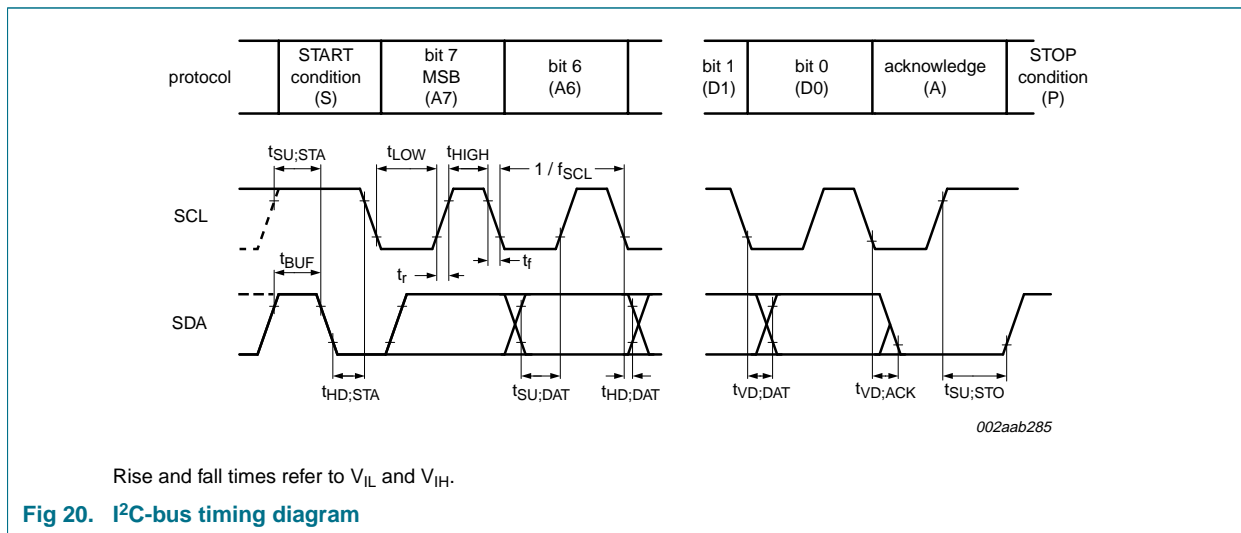 protocol
START
condition
(S)
bit 7
MSB
(A7)
bit 6
(A6)
bit 1
(D1)
bit 0
(D0)
acknowledge
(A)
STOP
condition
(P)
tSU;STA
tLOW
tHIGH
1 / fSCL
SCL
tBUF
tr
tf
SDA
tHD;STA
tSU;DAT
tHD;DAT
tVD;DAT
tVD;ACK
tSU;STO
002aab285
Rise and fall times refer to VIL and VIH.
Fig 20. I²C-bus timing diagram